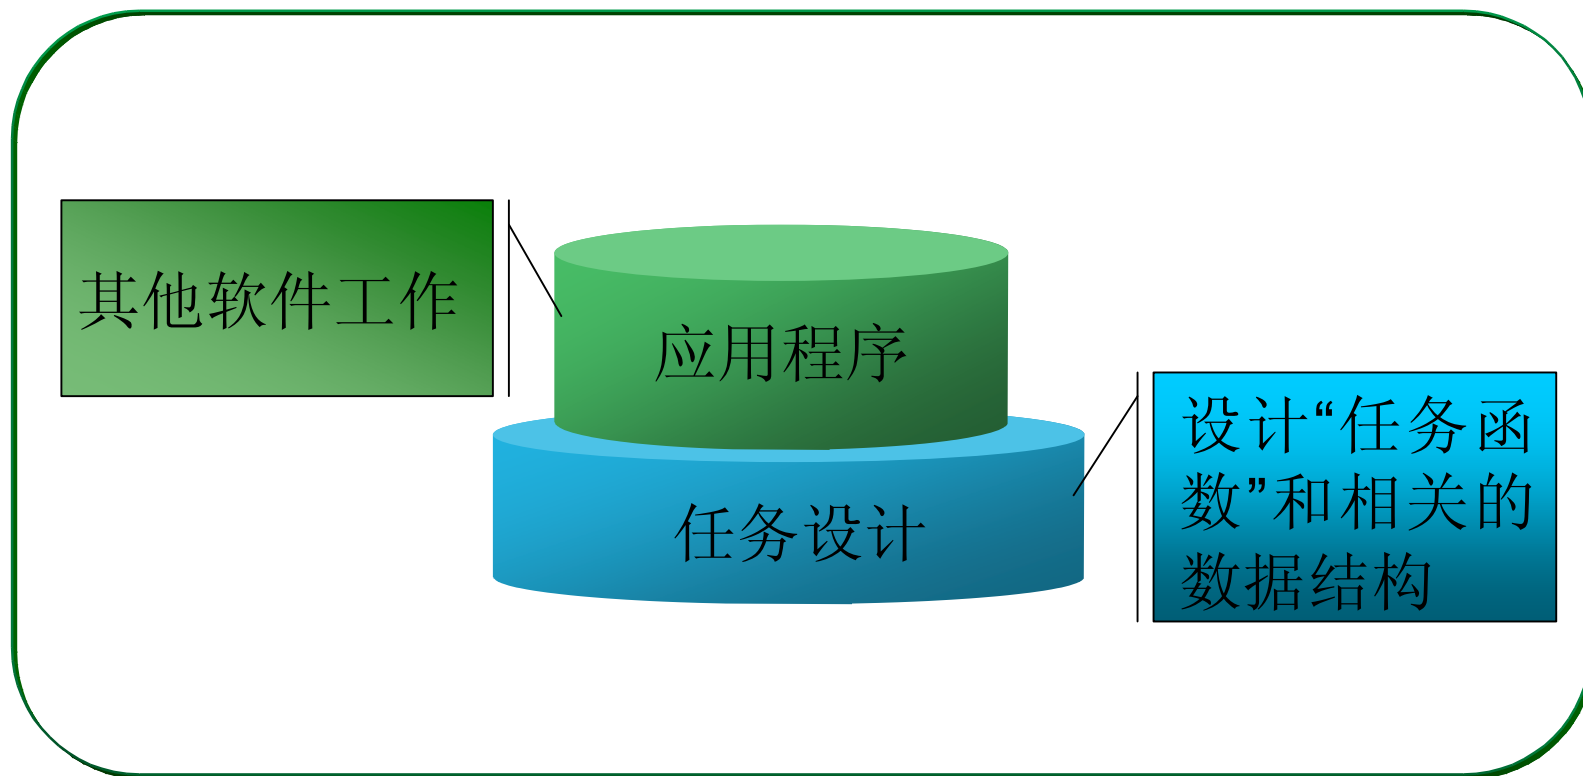 其他软件工作
应用程序
任务设计
设计“任务函
数”和相关的
数据结构